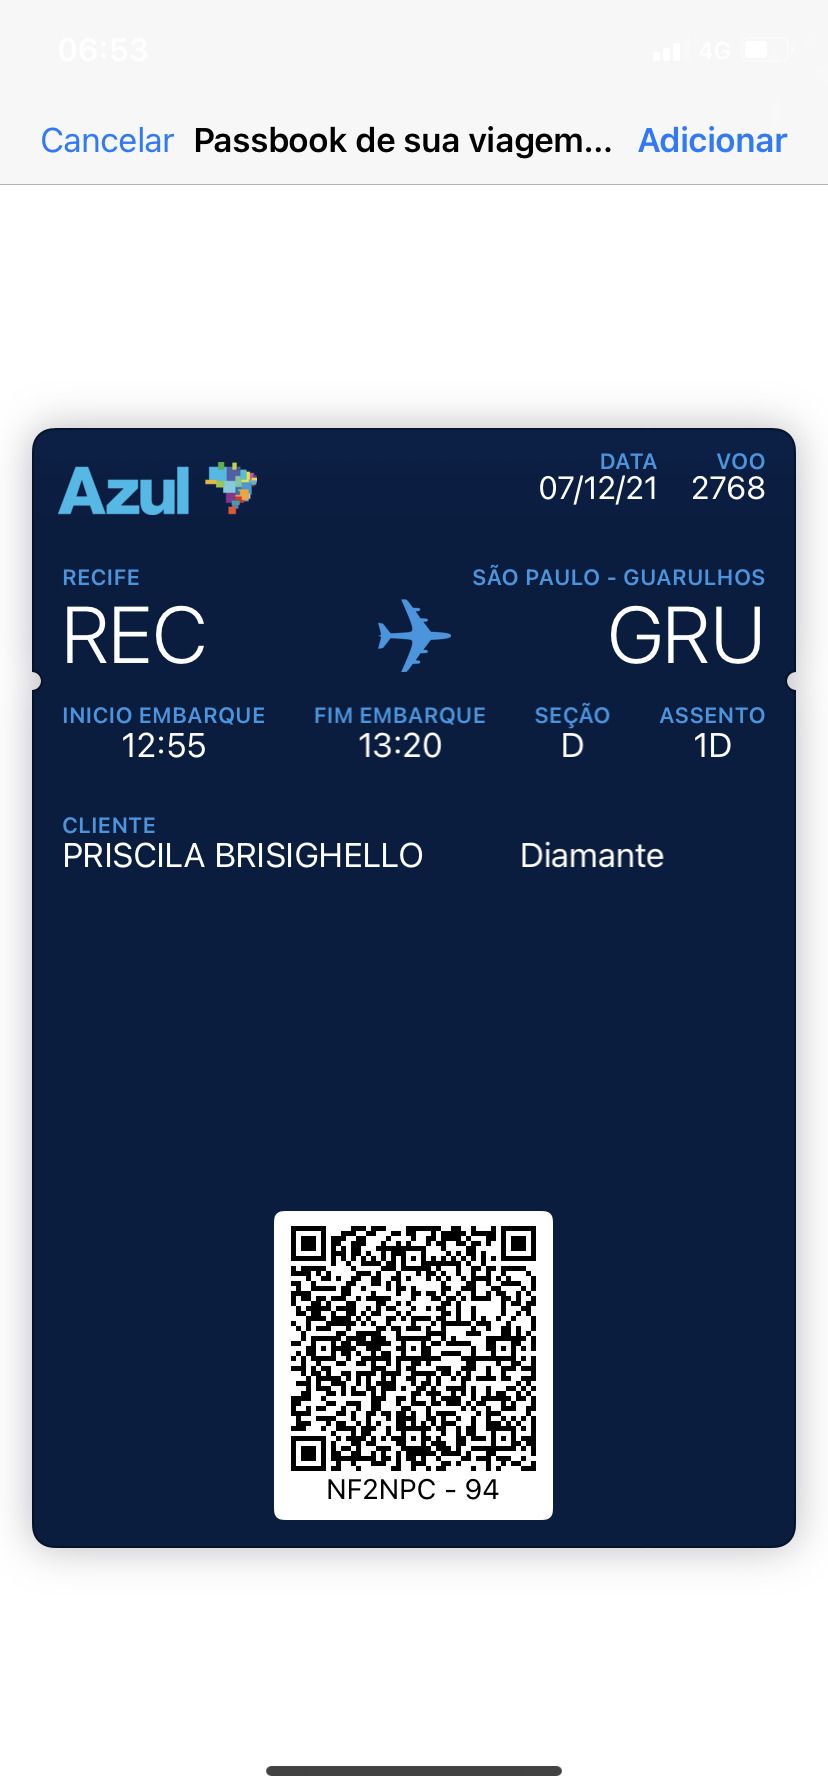 06:53 4G
Cancelar Passbook de sua viagem... Adicionar
Azul
DATA VOO
07/12/21 2768
RECIFE SÃO PAULO - GUARULHOS
REC GRU
INICIO EMBARQUE FIM EMBARQUE SEÇÃO ASSENTO
12:55 13:20 D 1D
CLIENTE
PRISCILA BRISIGHELLO Diamante
NF2NPC - 94